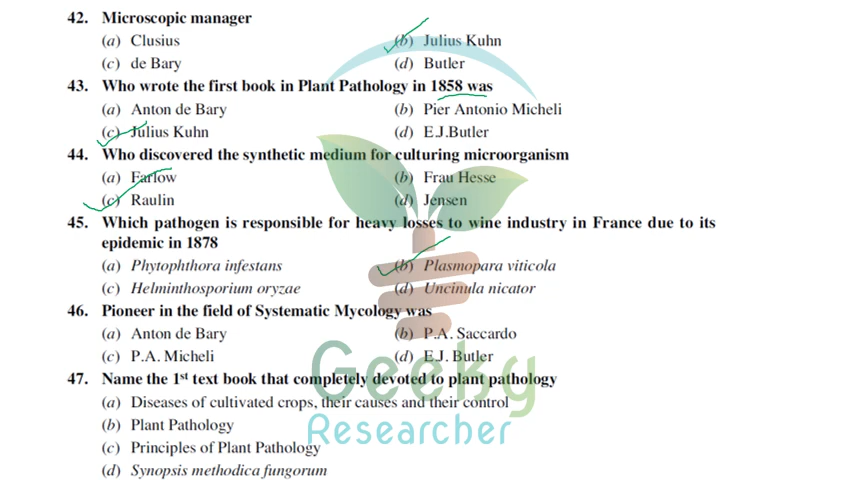 42. Microscopic manager
(a) Clusius (b) Julius Kuhn
(c) de Bary (d) Butler
43. Who wrote the first book in Plant Pathology in 1858 was
(a) Anton de Bary (b) Pier Antonio Micheli
(c) Julius Kuhn (d) E.J.Butler
44. Who discovered the synthetic medium for culturing microorganism
(a) Farlow (b) Frau Hesse
(c) Raulin (d) Jensen
45. Which pathogen is responsible for heavy losses to wine industry in France due to its
epidemic in 1878
(a) Phytophthora infestans (b) Plasmopara viticola
(c) Helminthosporium oryzae (d) Uncinula nicator
46. Pioneer in the field of Systematic Mycology was
(a) Anton de Bary (b) P.A. Saccardo
(c) P.A. Micheli (d) E.J. Butler
47. Name the 1st text book that completely devoted to plant pathology
(a) Diseases of cultivated crops, their causes and their control
(b) Plant Pathology
(c) Principles of Plant Pathology
(d) Synopsis methodica fungorum
Geeky
Researcher